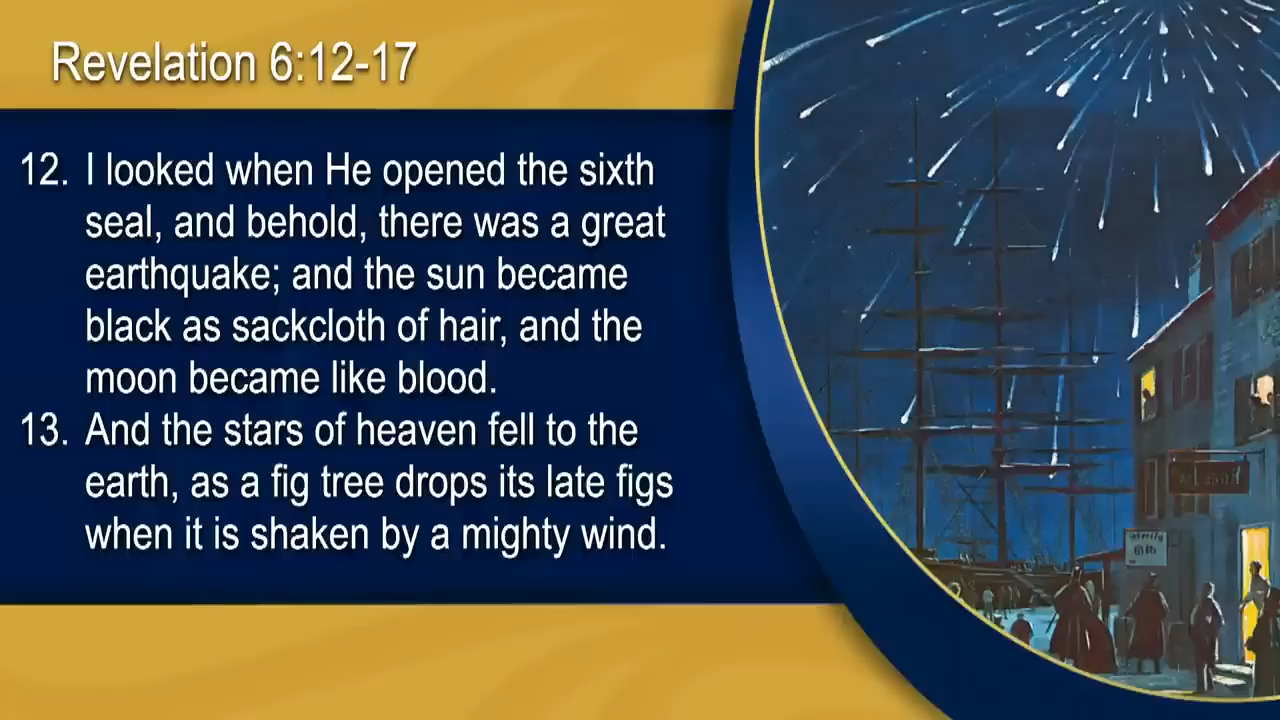 Revelation 6:12-17
12. I looked when He opened the sixth
seal, and behold, there was a great
earthquake; and the sun became
black as sackcloth of hair, and the
moon became like blood.
13. And the stars of heaven fell to the
earth, as a fig tree drops its late figs
when it is shaken by a mighty wind.